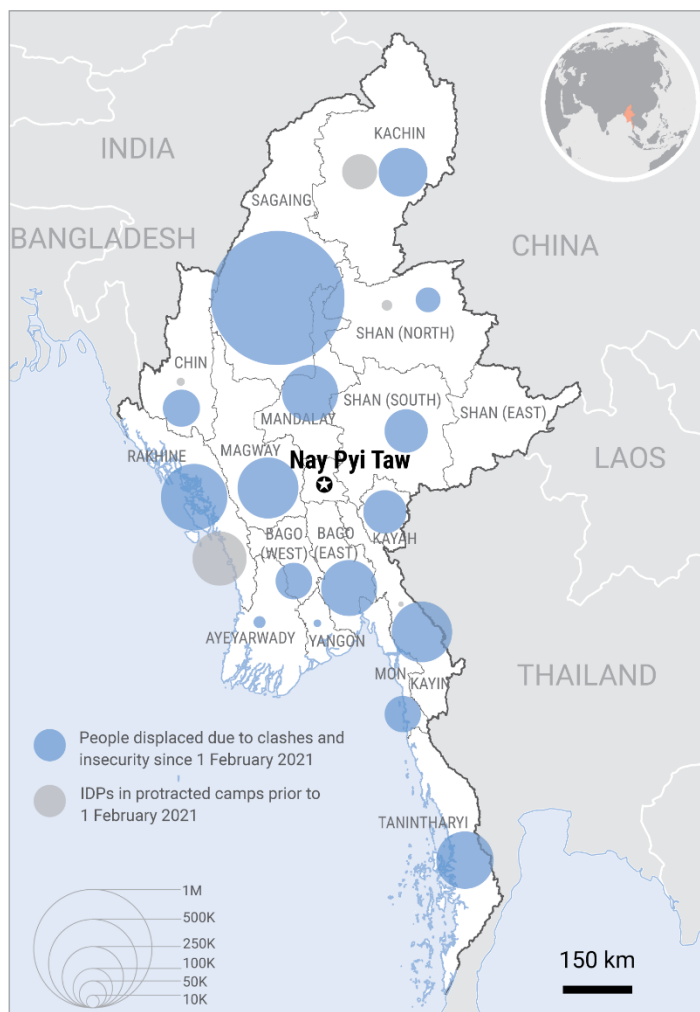 KACHIN
INDIA
SAGAING
BANGLADESH
CHINA
SHAN (NORTH)
CHIN
SHAN (SOUTH)
SHAN (EAST)
MANDALAY
RAKHINE
MAGWAY
Nay Pyi Taw
LAOS
BAGO
(WEST)
BAGO
(EAST)
KAYAH
AYEYARWADY
YANGON
MON
KAYIN
THAILAND
People displaced due to clashes and
insecurity since 1 February 2021
IDPs in protracted camps prior to
1 February 2021
TANINTHARYI
1M
500K
250K
100K
50K
10K
150 km